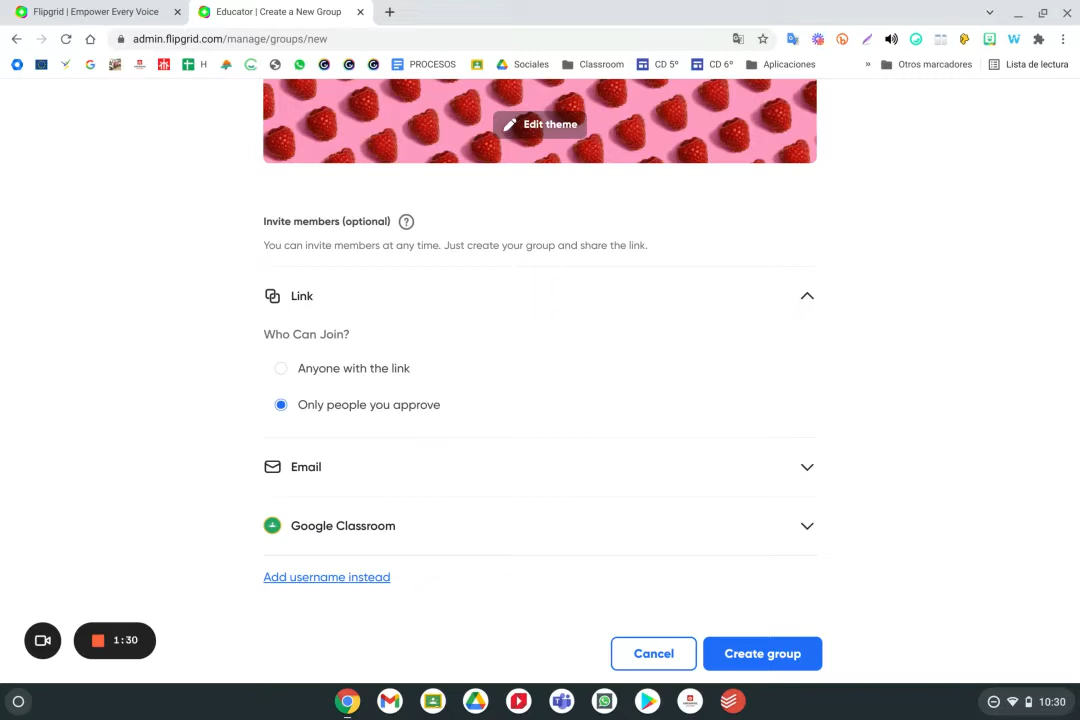 Flipgrid | Empower Every Voice
Educator | Create a New Group
admin.flipgrid.com/manage/groups/new
H
PROCESOS
Sociales
Classroom
CD 5º
CD 6º
Aplicaciones
»
Otros marcadores
Lista de lectura
Edit theme
Invite members (optional) ?
You can invite members at any time. Just create your group and share the link.
Link
Who Can Join?
Anyone with the link
Only people you approve
Email
Google Classroom
Add username instead
1:30
Cancel
Create group
10:30